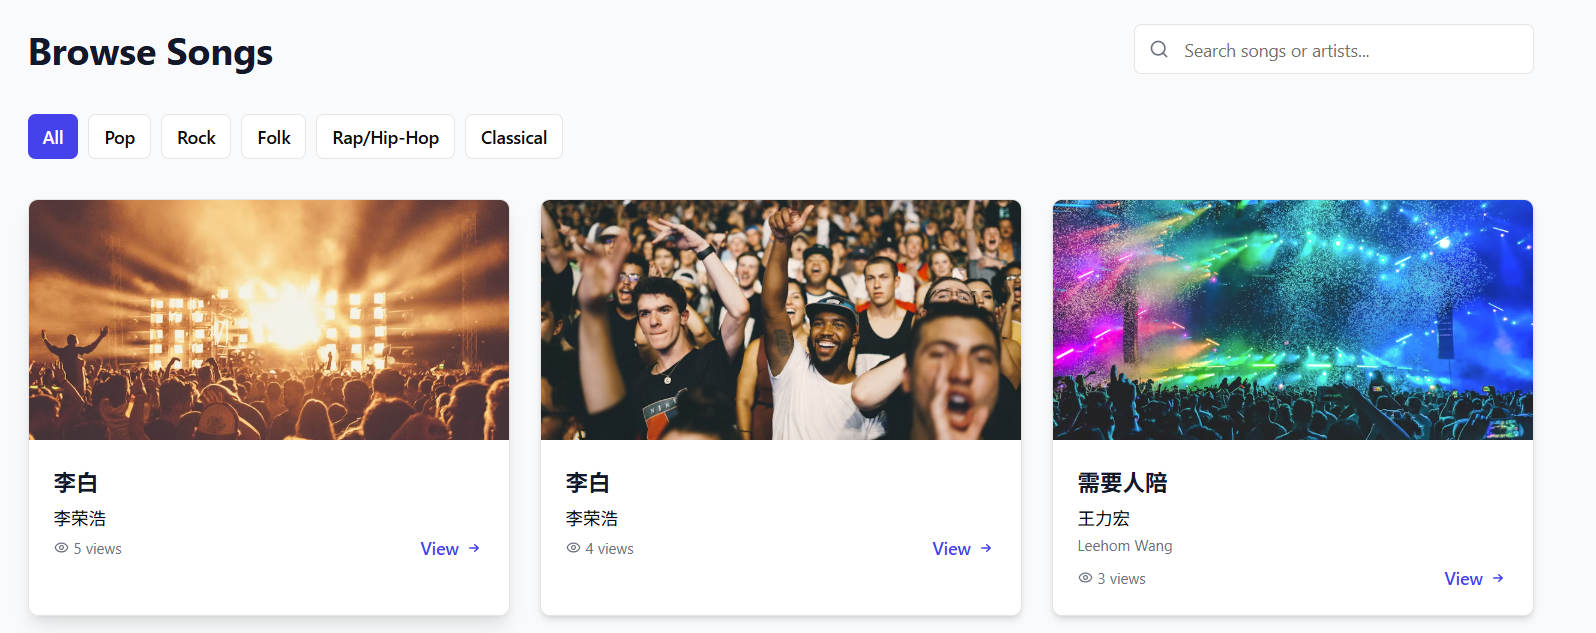 Browse Songs
Search songs or artists...
All
Pop
Rock
Folk
Rap/Hip-Hop
Classical
李白
李荣浩
5 views
View
李白
李荣浩
4 views
View
需要人陪
王力宏
Leehom Wang
3 views
View